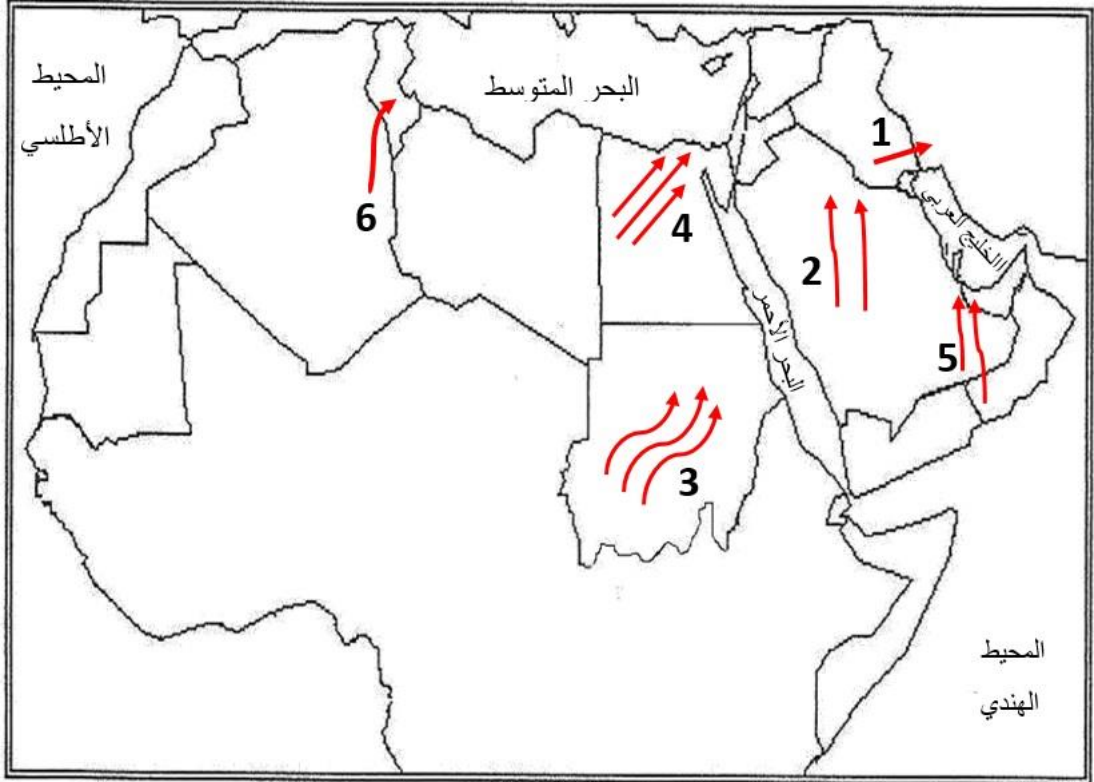 المحيط
الأطلسي
البحر المتوسط
1
6
4
2
الخليج العربي
البحر الأحمر
5
3
المحيط
الهندي